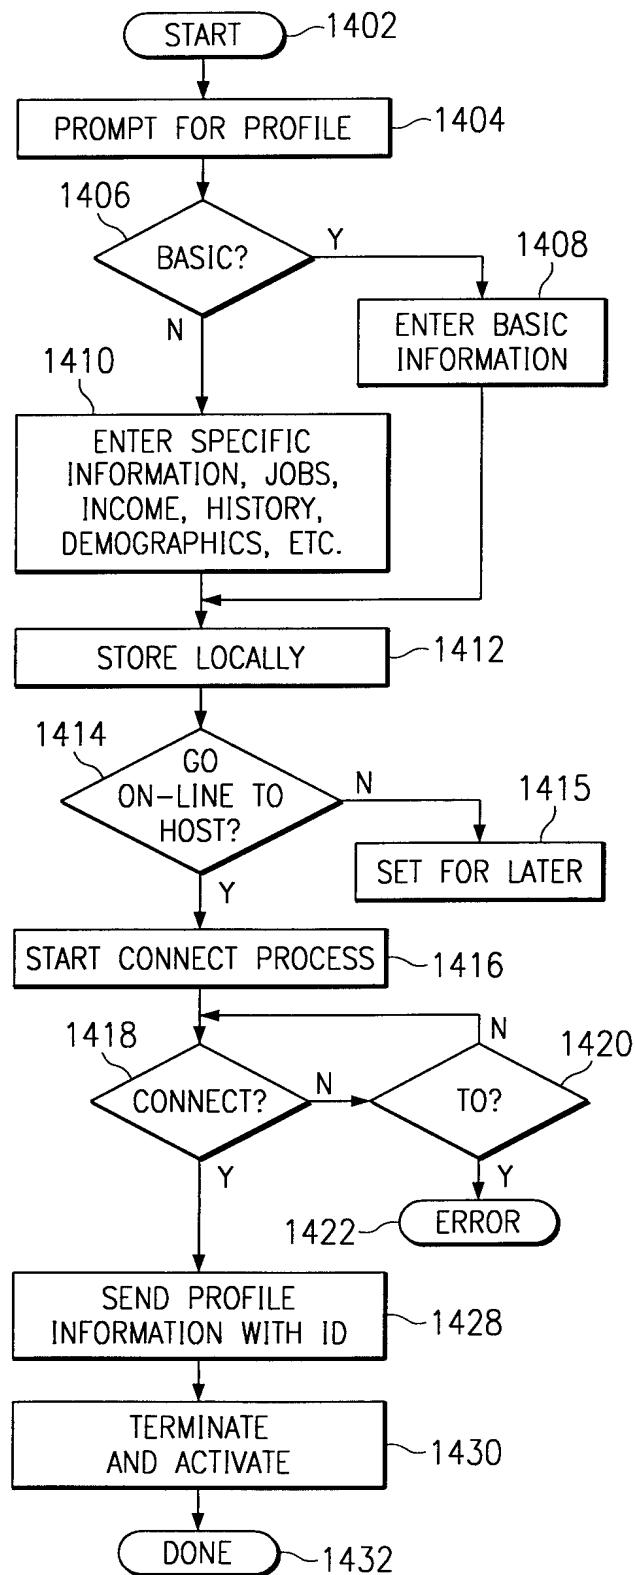 START
1402
PROMPT FOR PROFILE
1404
1406
BASIC?
Y
N
1408
ENTER BASIC
INFORMATION
1410
ENTER SPECIFIC
INFORMATION, JOBS,
INCOME, HISTORY,
DEMOGRAPHICS, ETC.
STORE LOCALLY
1412
1414
GO
ON-LINE TO
HOST?
N
Y
1415
SET FOR LATER
START CONNECT PROCESS
1416
1418
CONNECT?
N
Y
1420
TO?
N
Y
1422
ERROR
SEND PROFILE
INFORMATION WITH ID
1428
TERMINATE
AND ACTIVATE
1430
DONE
1432